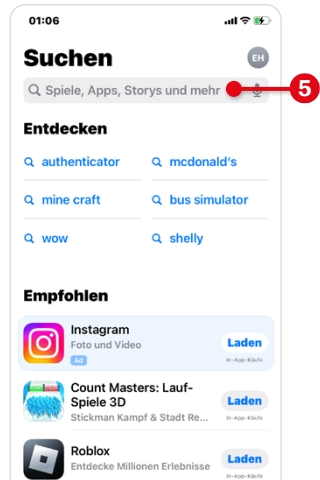 01:06
Suchen
EH
Spiele, Apps, Storys und mehr
5
Entdecken
authenticator
mcdonald's
mine craft
bus simulator
wow
shelly
Empfohlen
Instagram
Foto und Video
Ad
Laden
In-App-Käufe
Count Masters: Lauf-
Spiele 3D
Stickman Kampf & Stadt Re...
Laden
In-App-Käufe
Roblox
Entdecke Millionen Erlebnisse
Laden
In-App-Käufe